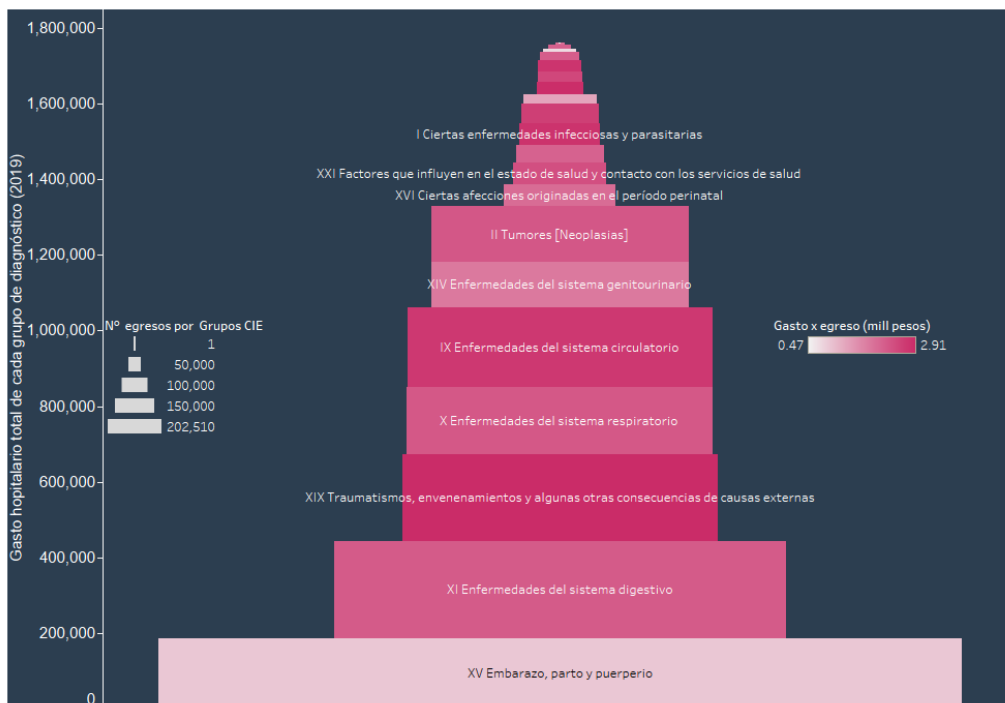 Gasto hopitalario total de cada grupo de diagnóstico (2019)
1,800,000
1,600,000
1,400,000
1,200,000
1,000,000
800,000
600,000
400,000
200,000
0
I Ciertas enfermedades infecciosas y parasitarias
XXI Factores que influyen en el estado de salud y contacto con los servicios de salud
XVI Ciertas afecciones originadas en el período perinatal
II Tumores [Neoplasias]
XIV Enfermedades del sistema genitourinario
IX Enfermedades del sistema circulatorio
X Enfermedades del sistema respiratorio
XIX Traumatismos, envenenamientos y algunas otras consecuencias de causas externas
XI Enfermedades del sistema digestivo
XV Embarazo, parto y puerperio
Nº egresos por Grupos CIE
1
50,000
100,000
150,000
202,510
Gasto x egreso (mill pesos)
0.47 2.91